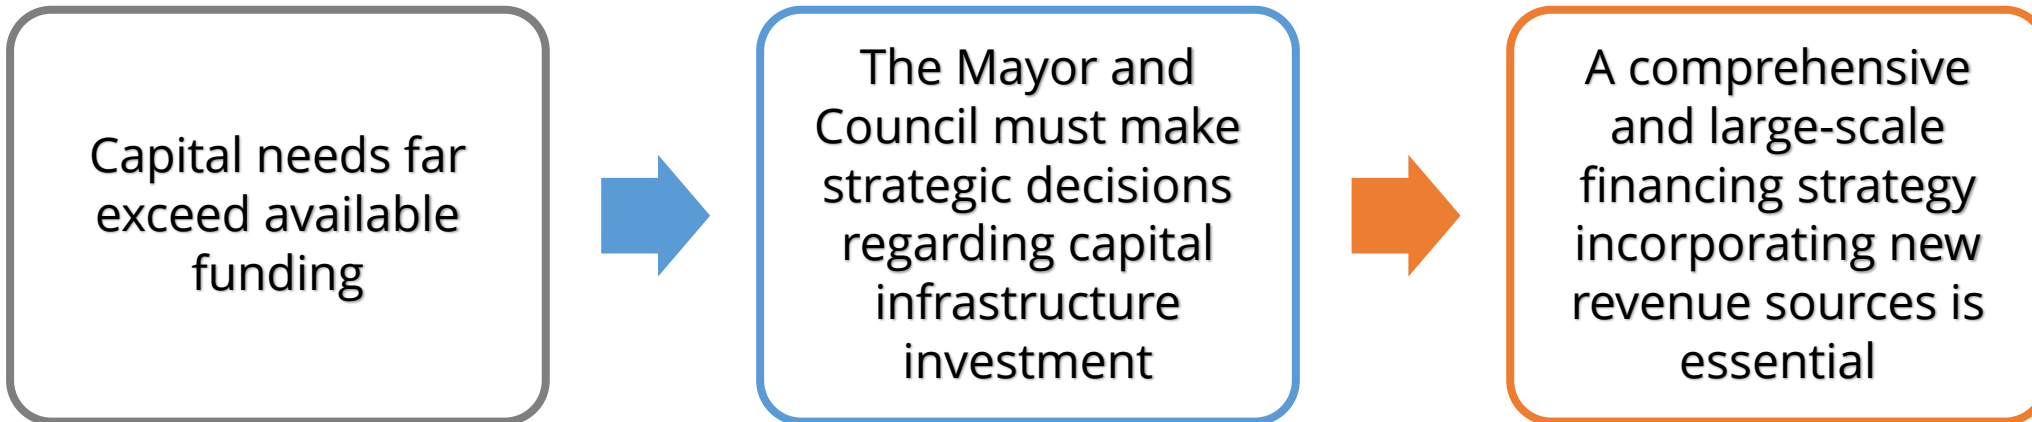 Capital needs far
exceed available
funding
The Mayor and
Council must make
strategic decisions
regarding capital
infrastructure
investment
A comprehensive
and large-scale
financing strategy
incorporating new
revenue sources is
essential